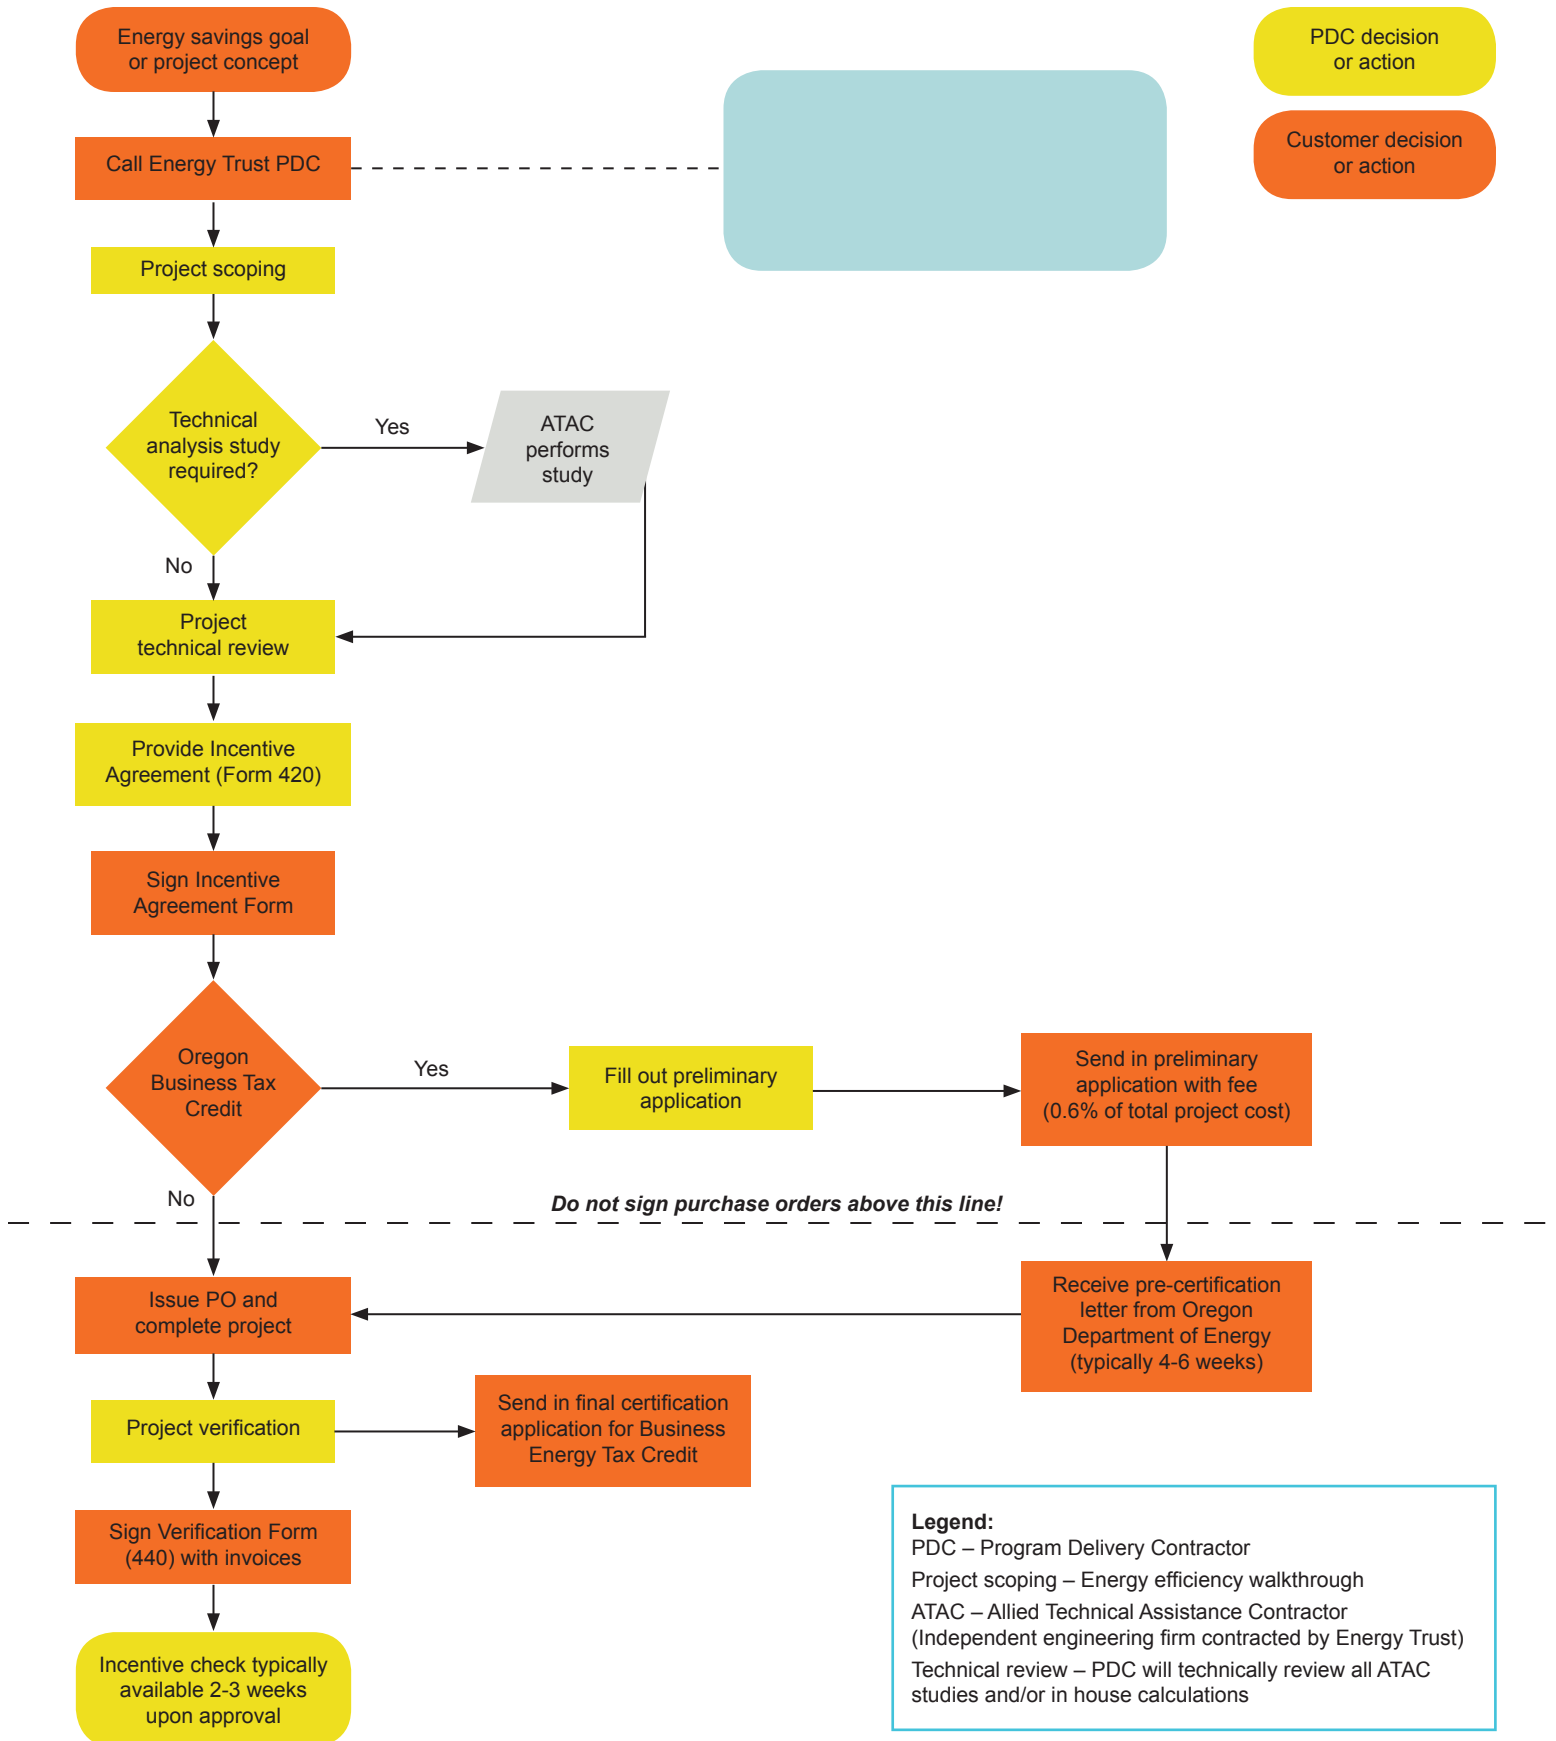 Energy savings goal
or project concept
PDC decision
or action
Customer decision
or action
Call Energy Trust PDC
Project scoping
Technical
analysis study
required?
Yes
ATAC
performs
study
No
Project
technical review
Provide Incentive
Agreement (Form 420)
Sign Incentive
Agreement Form
Oregon
Business Tax
Credit
Yes
Fill out preliminary
application
Send in preliminary
application with fee
(0.6% of total project cost)
No
Do not sign purchase orders above this line!
Issue PO and
complete project
Receive pre-certification
letter from Oregon
Department of Energy
(typically 4-6 weeks)
Project verification
Send in final certification
application for Business
Energy Tax Credit
Sign Verification Form
(440) with invoices
Incentive check typically
available 2-3 weeks
upon approval
Legend:
PDC – Program Delivery Contractor
Project scoping – Energy efficiency walkthrough
ATAC – Allied Technical Assistance Contractor
(Independent engineering firm contracted by Energy Trust)
Technical review – PDC will technically review all ATAC
studies and/or in house calculations